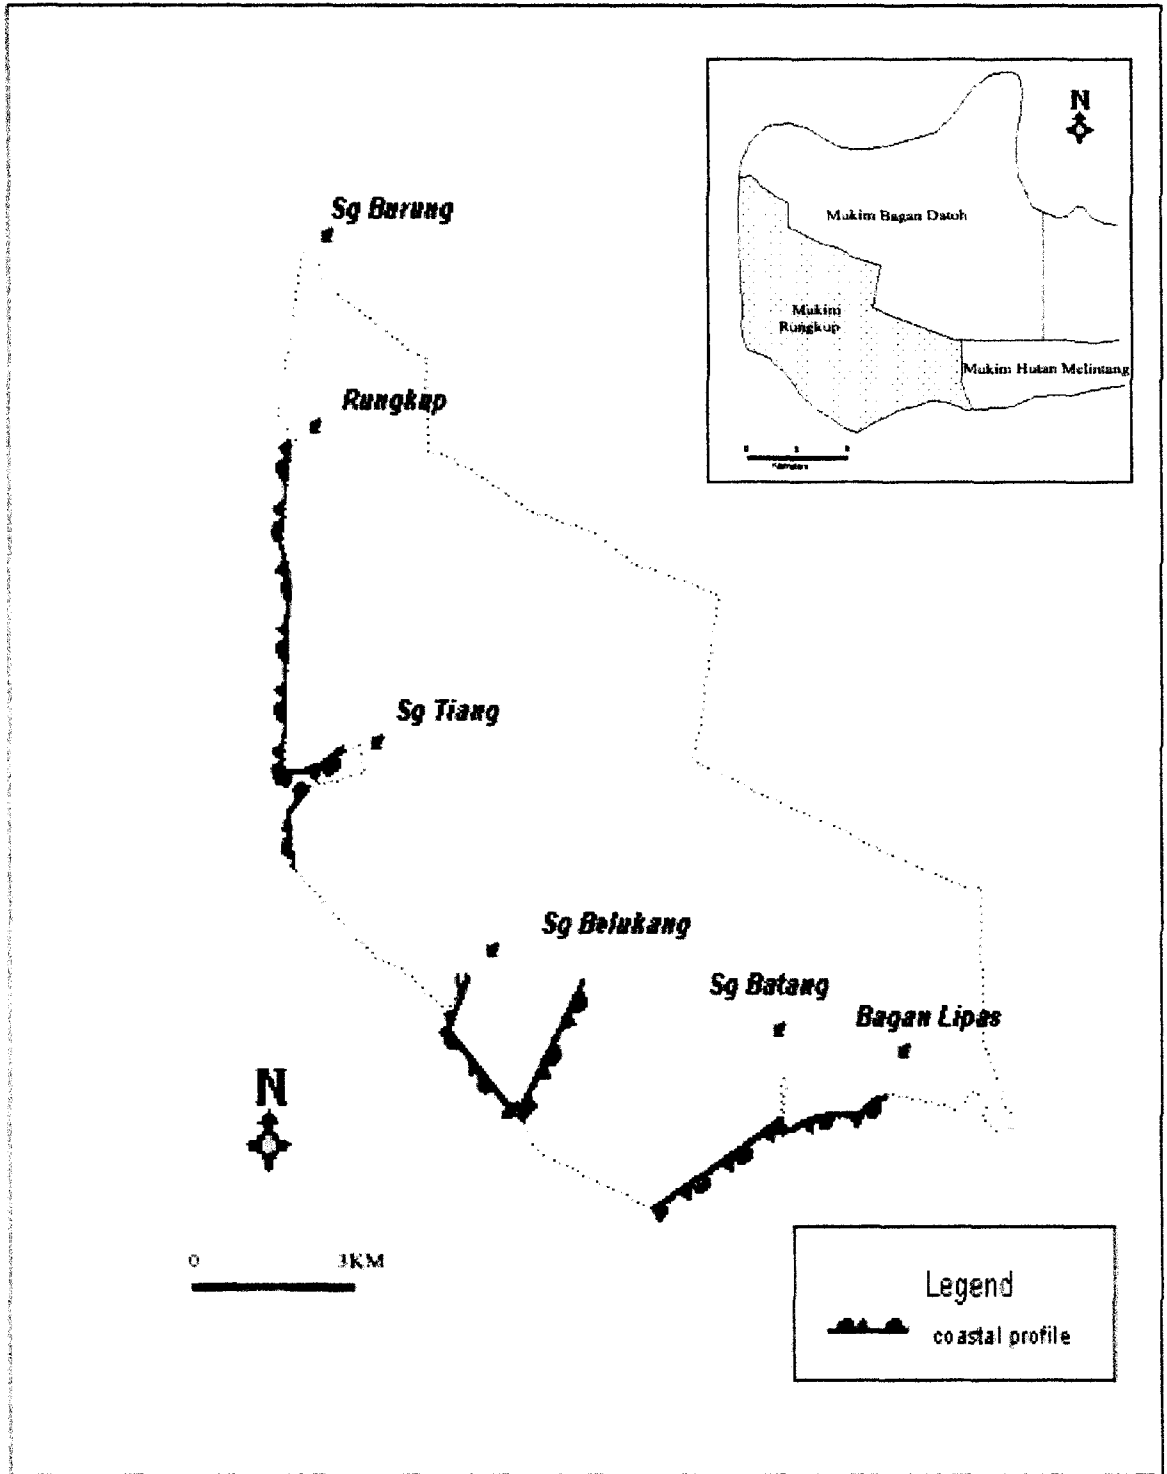 N
Mukim Bagan Datoh
Mukim
Rungkup
Mukim Hutan Melintang
Sg Burung
Rungkup
Sg Tiang
Sg Belukang
Sg Batang
Bagan Lipas
N
0 3KM
Legend
coastal profile